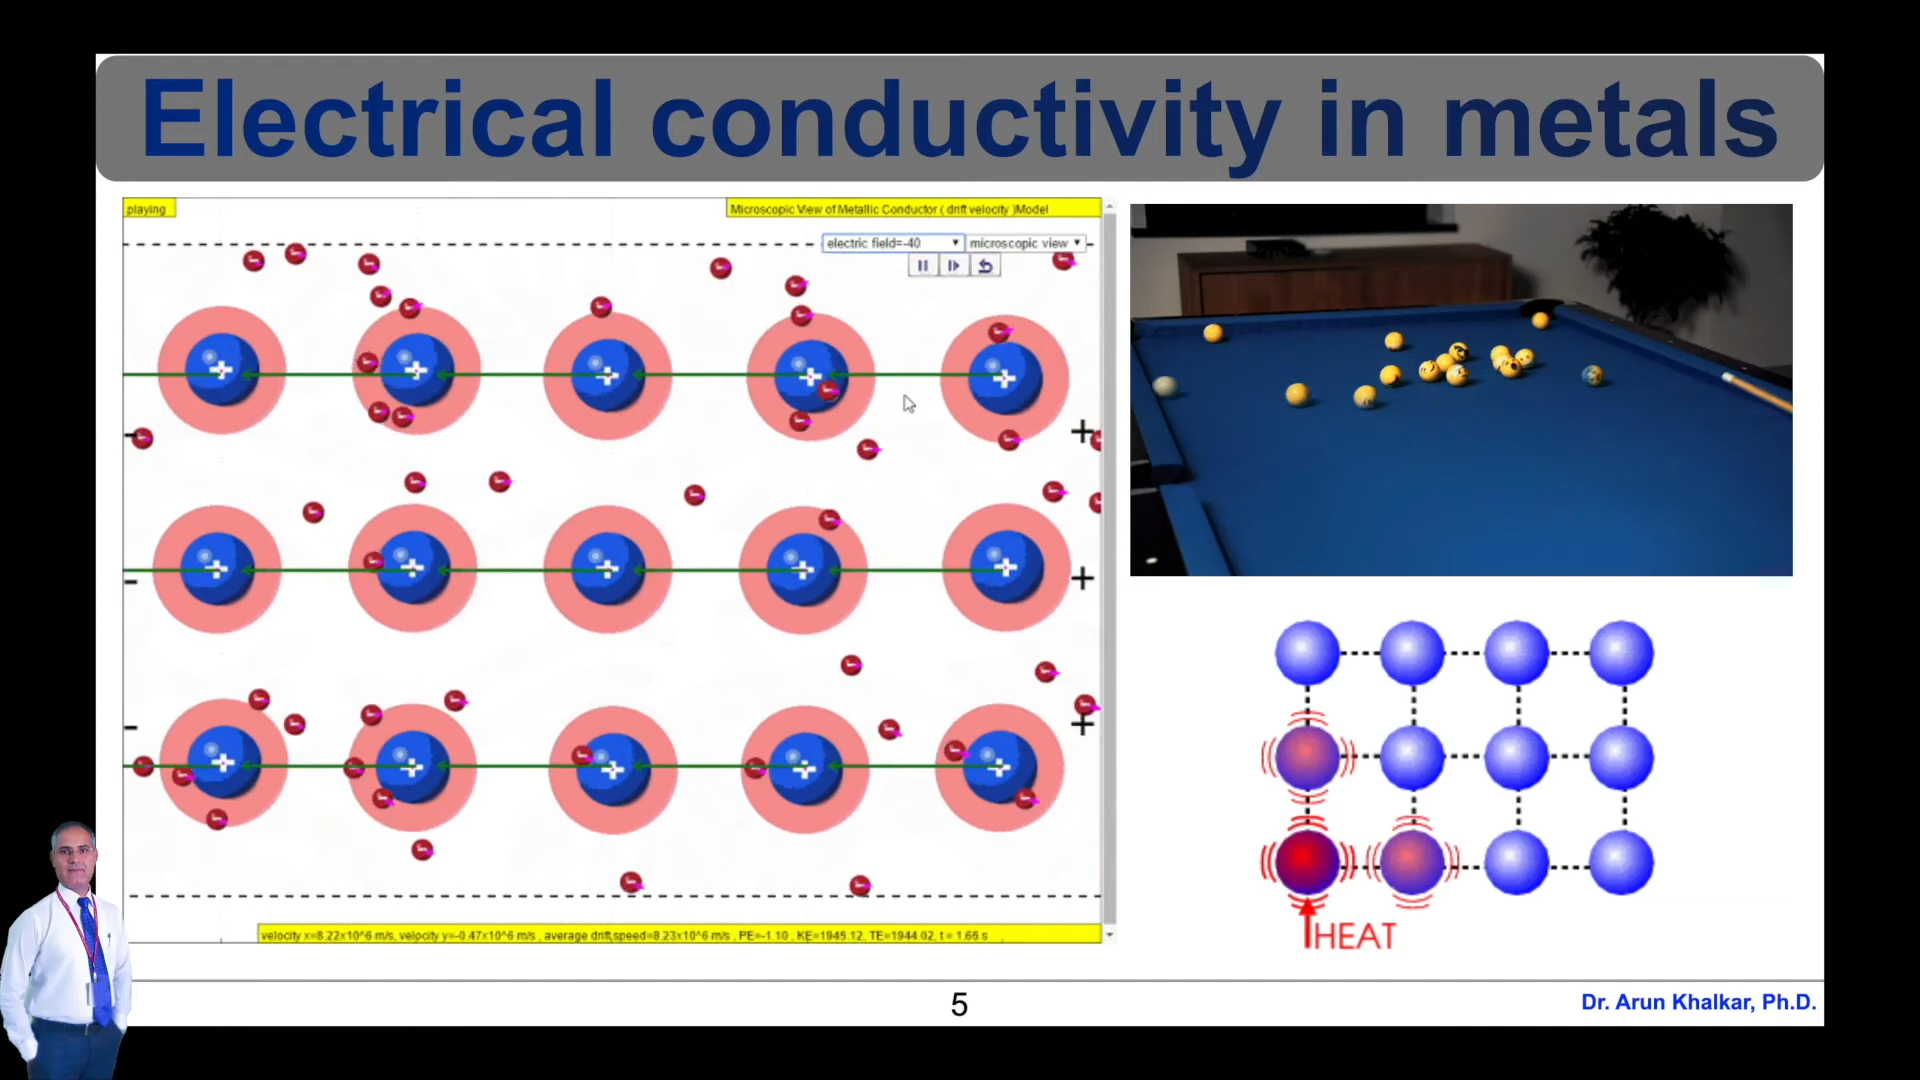 Electrical conductivity in metals
playing
Microscopic View of Metallic Conductor ( drift velocity )Model
electric field=-40
microscopic view
velocity x=8.22x10^6 m/s, velocity y=-0.47x10^6 m/s , average drift speed=8.23x10^6 m/s , PE=-1.10 , KE=1945.12, TE=1944.02, t = 1.66 s
HEAT
5
Dr. Arun Khalkar, Ph.D.